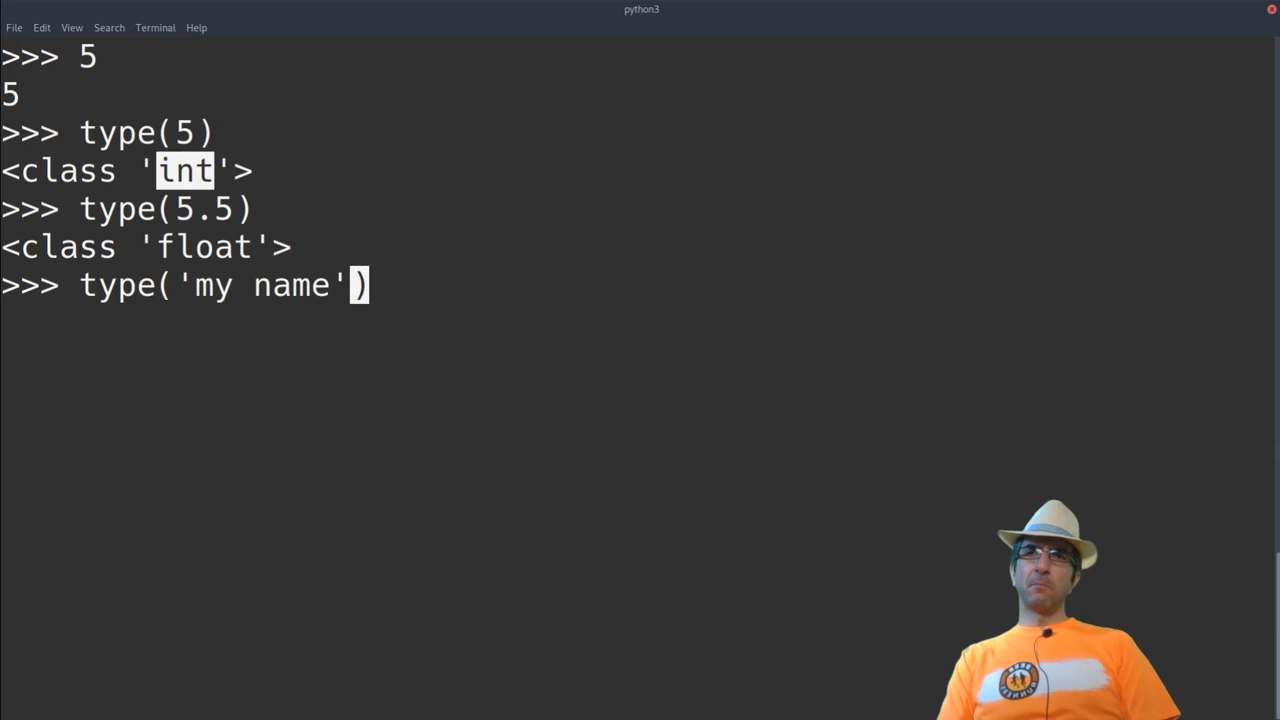 python3
File Edit View Search Terminal Help
>>> 5
5
>>> type(5)
<class 'int'>
>>> type(5.5)
<class 'float'>
>>> type('my name')